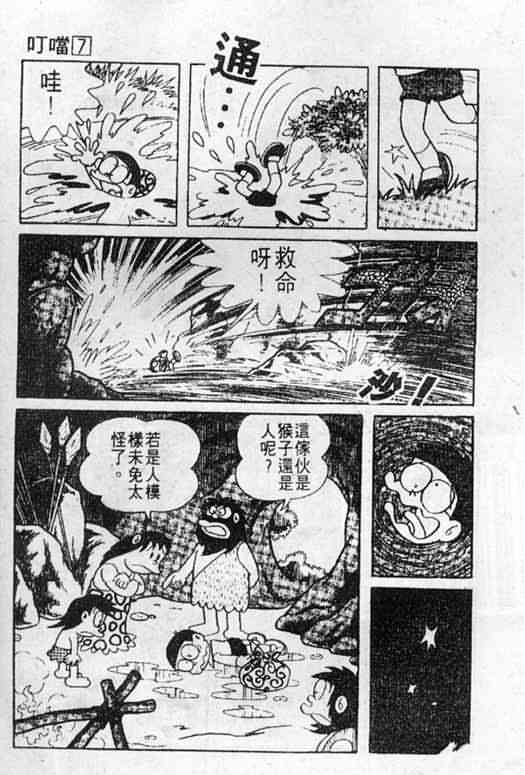 叮噹7
通…
哇！
救命
呀！
沙！
這傢伙是
猴子還是
人呢？
若是人模
樣未免太
怪了。